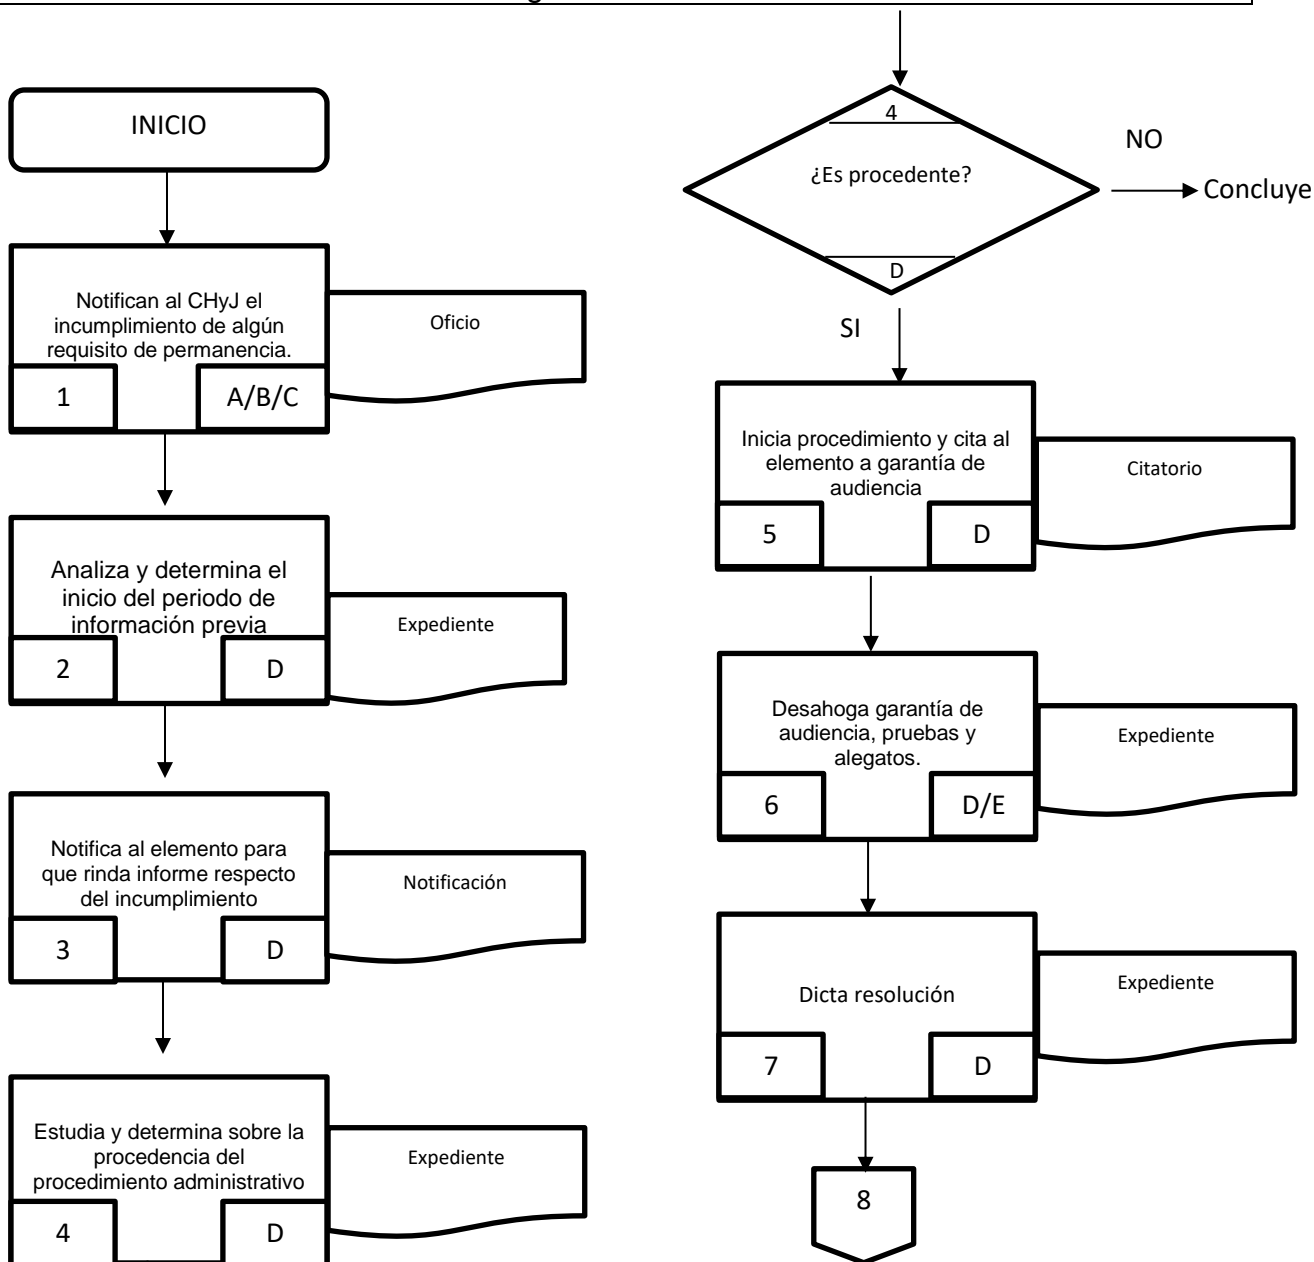 INICIO
Notifican al CHyJ el
incumplimiento de algún
requisito de permanencia.
1
A/B/C
Oficio
Analiza y determina el
inicio del periodo de
información previa
2
D
Expediente
Notifica al elemento para
que rinda informe respecto
del incumplimiento
3
D
Notificación
Estudia y determina sobre la
procedencia del
procedimiento administrativo
4
D
Expediente
4
¿Es procedente?
D
NO
Concluye
SI
Inicia procedimiento y cita al
elemento a garantía de
audiencia
5
D
Citatorio
Desahoga garantía de
audiencia, pruebas y
alegatos.
6
D/E
Expediente
Dicta resolución
7
D
Expediente
8